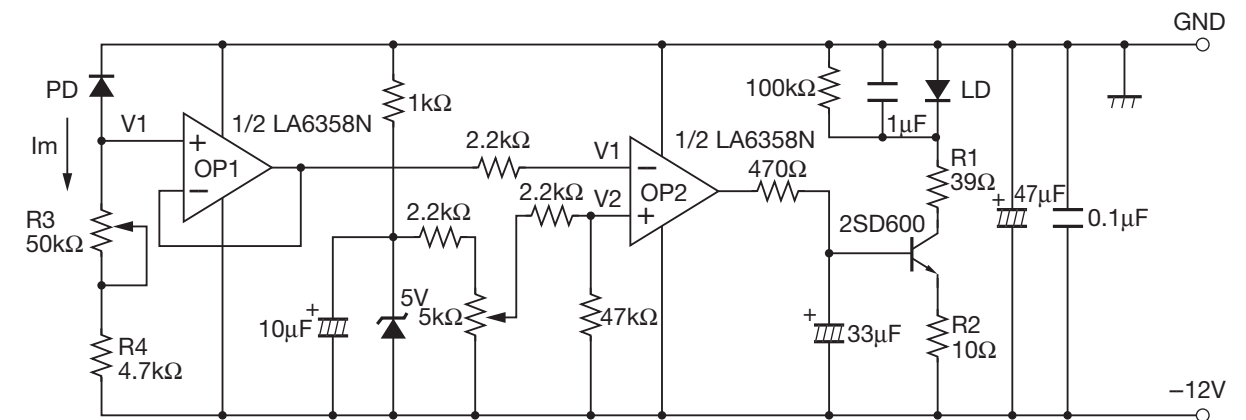 GND
PD
1kΩ
100kΩ
LD
V1
1/2 LA6358N
1µF
Im
+
OP1
−
2.2kΩ
V1
1/2 LA6358N
470Ω
−
OP2
+
2.2kΩ
V2
R1
39Ω
+
47µF
0.1µF
R3
50kΩ
2.2kΩ
2SD600
+
10µF
5V
5kΩ
47kΩ
+
33µF
R2
10Ω
R4
4.7kΩ
−12V